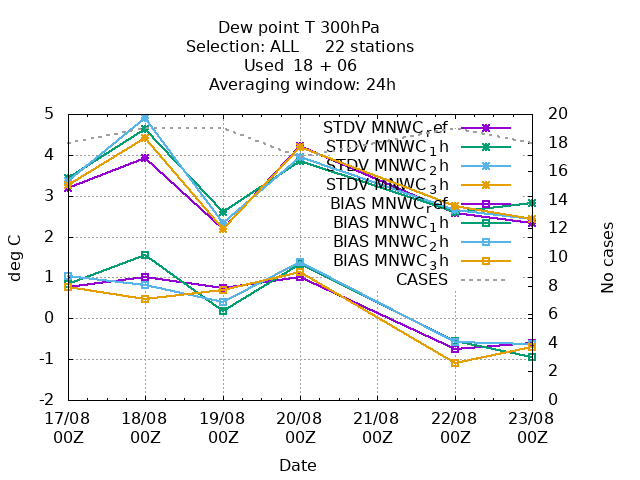 Dew point T 300hPa
Selection: ALL 22 stations
Used 18 + 06
Averaging window: 24h
5
4
3
2
1
0
-1
-2
deg C
20
18
16
14
12
10
8
6
4
2
0
No cases
STDV MNWC_ref
STDV MNWC_1h
STDV MNWC_2h
STDV MNWC_3h
BIAS MNWC_ref
BIAS MNWC_1h
BIAS MNWC_2h
BIAS MNWC_3h
CASES
17/08 18/08 19/08 20/08 21/08 22/08 23/08
00Z 00Z 00Z 00Z 00Z 00Z 00Z
Date